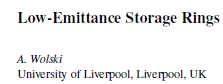 Low-Emittance Storage Rings
A. Wolski
University of Liverpool, Liverpool, UK